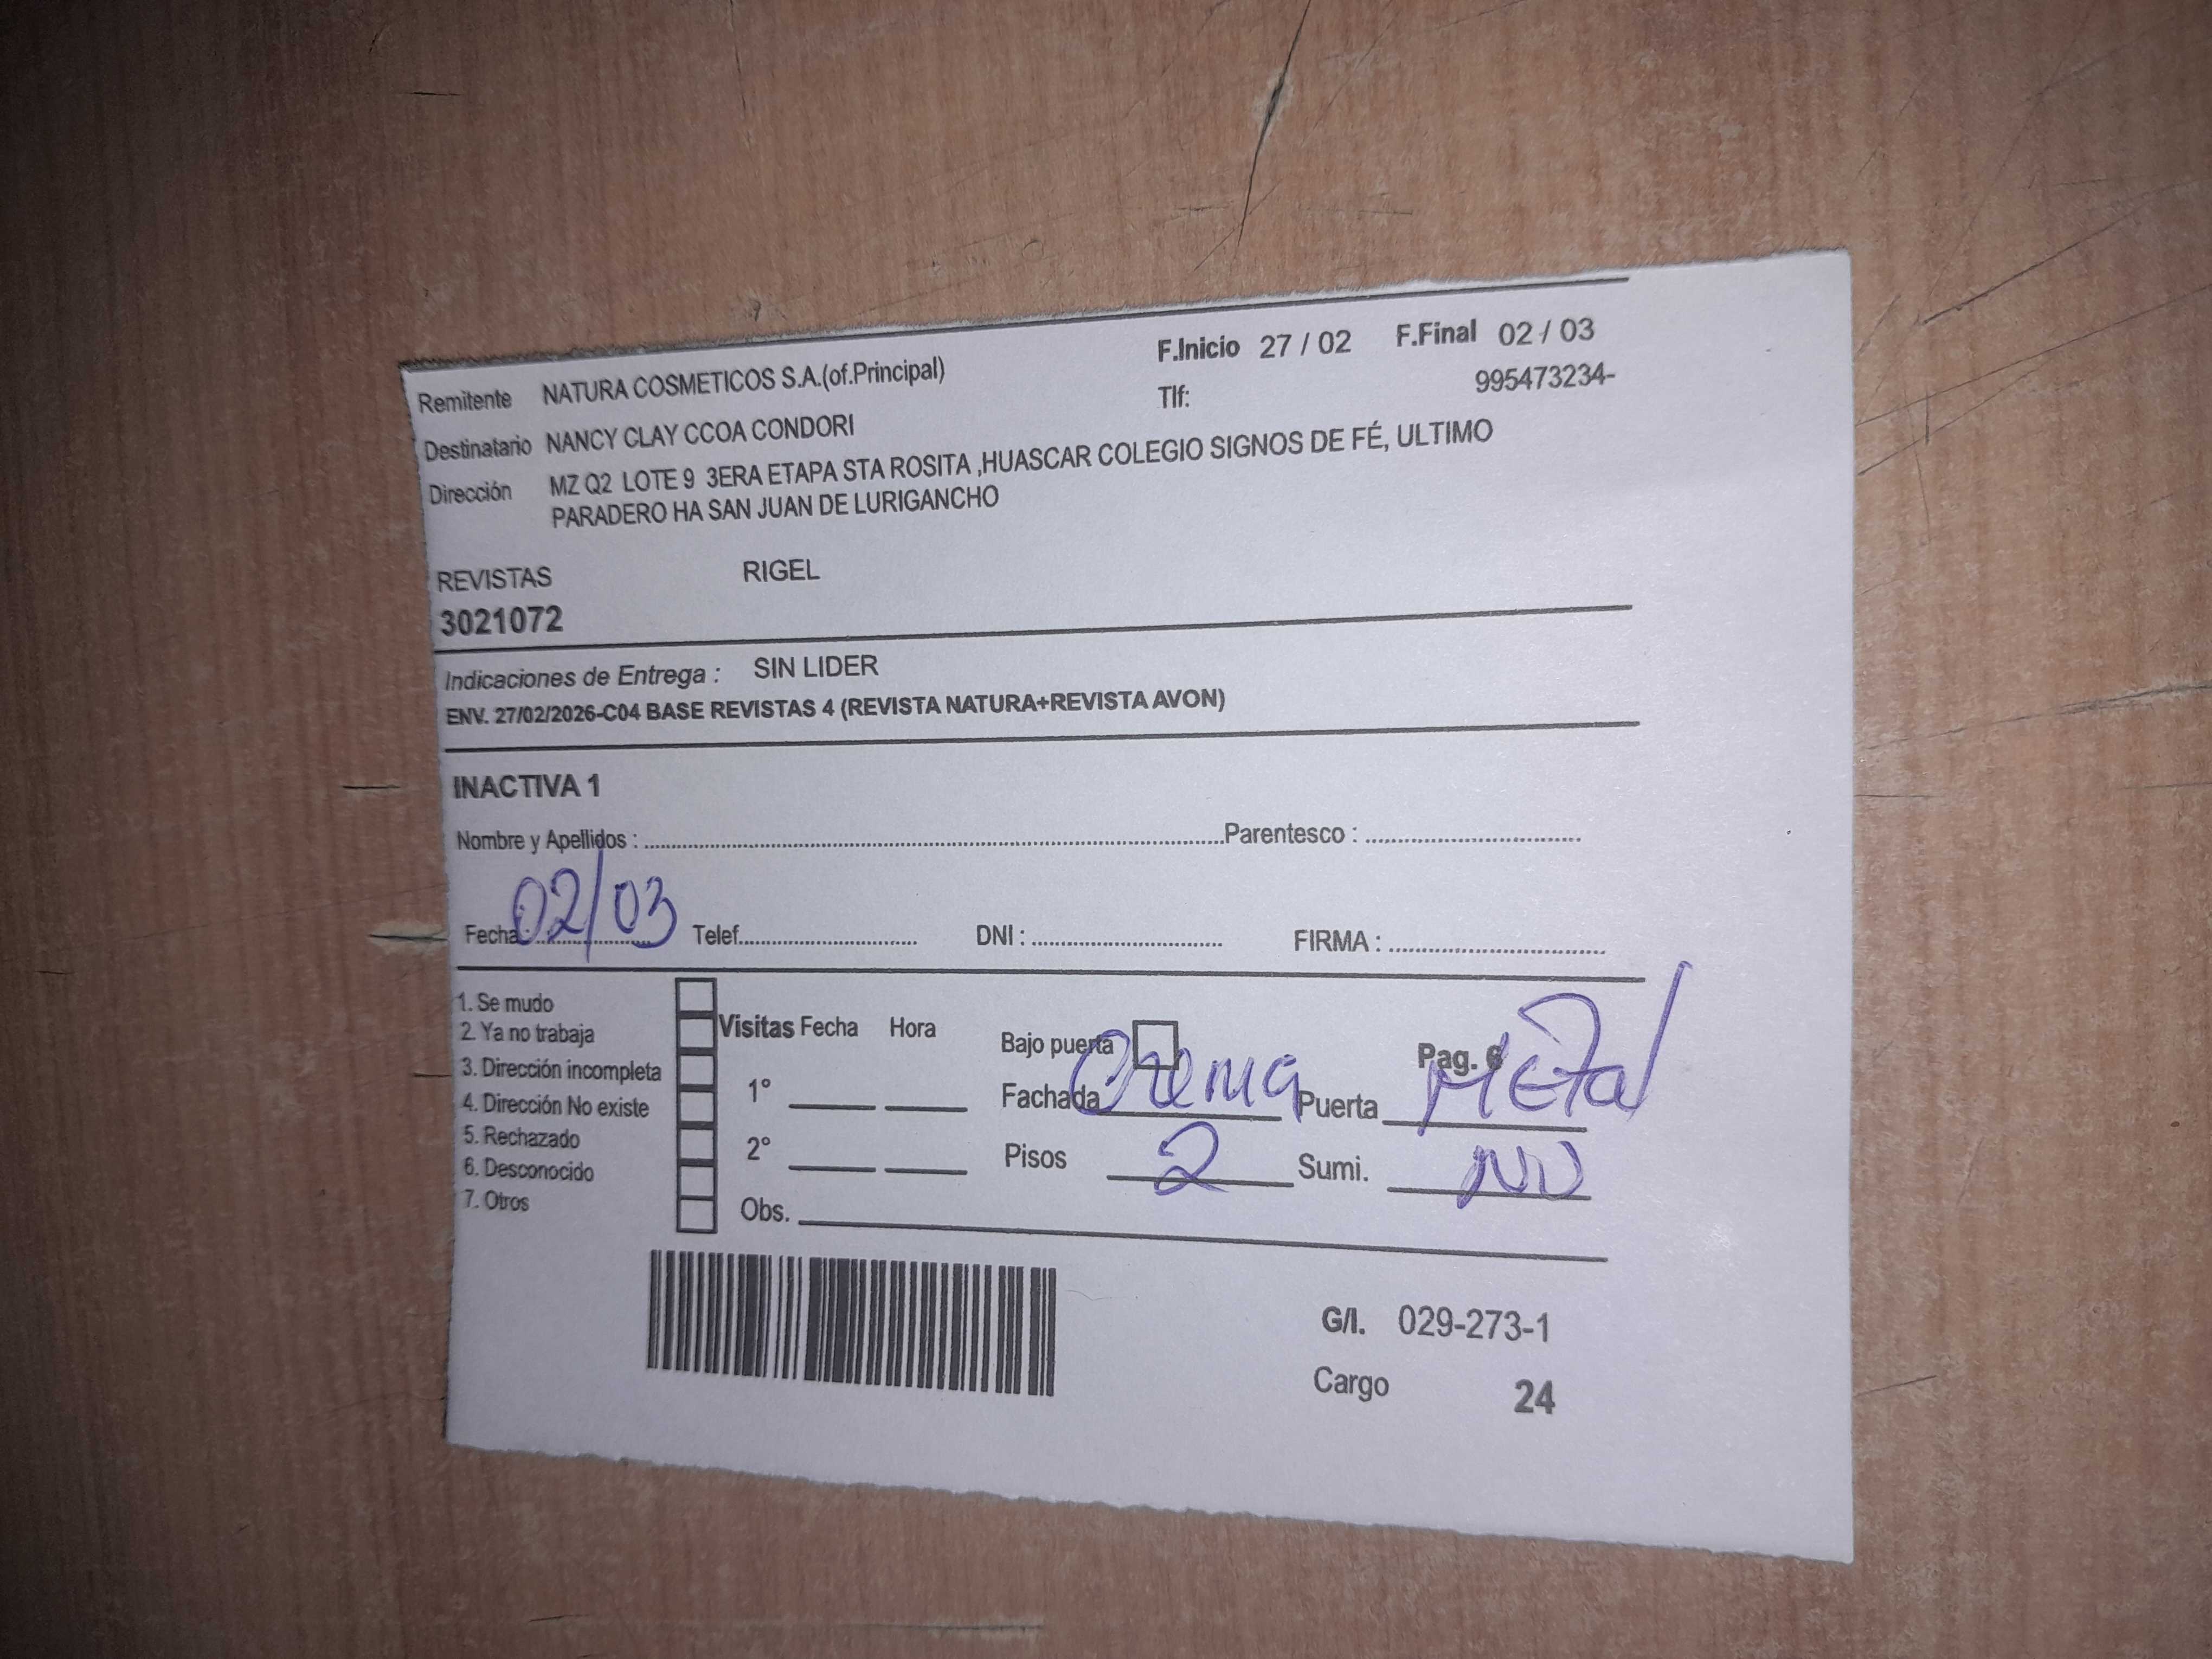 Remitente NATURA COSMETICOS S.A.(of.Principal) F.Inicio 27 / 02 F.Final 02 / 03
Tlf: 995473234-
Destinatario NANCY CLAY CCOA CONDORI
Dirección MZ Q2 LOTE 9 3ERA ETAPA STA ROSITA ,HUASCAR COLEGIO SIGNOS DE FÉ, ULTIMO
PARADERO HA SAN JUAN DE LURIGANCHO
REVISTAS RIGEL
3021072
Indicaciones de Entrega : SIN LIDER
ENV. 27/02/2026-C04 BASE REVISTAS 4 (REVISTA NATURA+REVISTA AVON)
INACTIVA 1
Nombre y Apellidos : Parentesco :
Fecha : 02/03 Telef. DNI : FIRMA :
1. Se mudo
2. Ya no trabaja
3. Dirección incompleta
4. Dirección No existe
5. Rechazado
6. Desconocido
7. Otros
Visitas Fecha Hora
1°
2°
Obs.
Bajo puerta Pag. 6
Fachada Crema Puerta Metal
Pisos 2 Sumi. NO
G/I. 029-273-1
Cargo 24